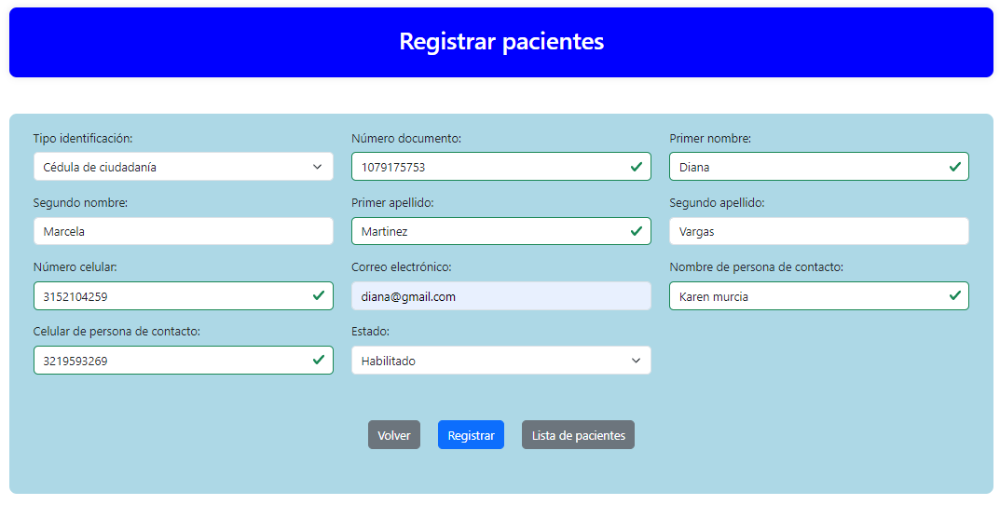 Registrar pacientes
Tipo identificación: Número documento: Primer nombre:
Cédula de ciudadanía 1079175753 Diana
Segundo nombre: Primer apellido: Segundo apellido:
Marcela Martinez Vargas
Número celular: Correo electrónico: Nombre de persona de contacto:
3152104259 diana@gmail.com Karen murcia
Celular de persona de contacto: Estado:
3219593269 Habilitado
Volver Registrar Lista de pacientes